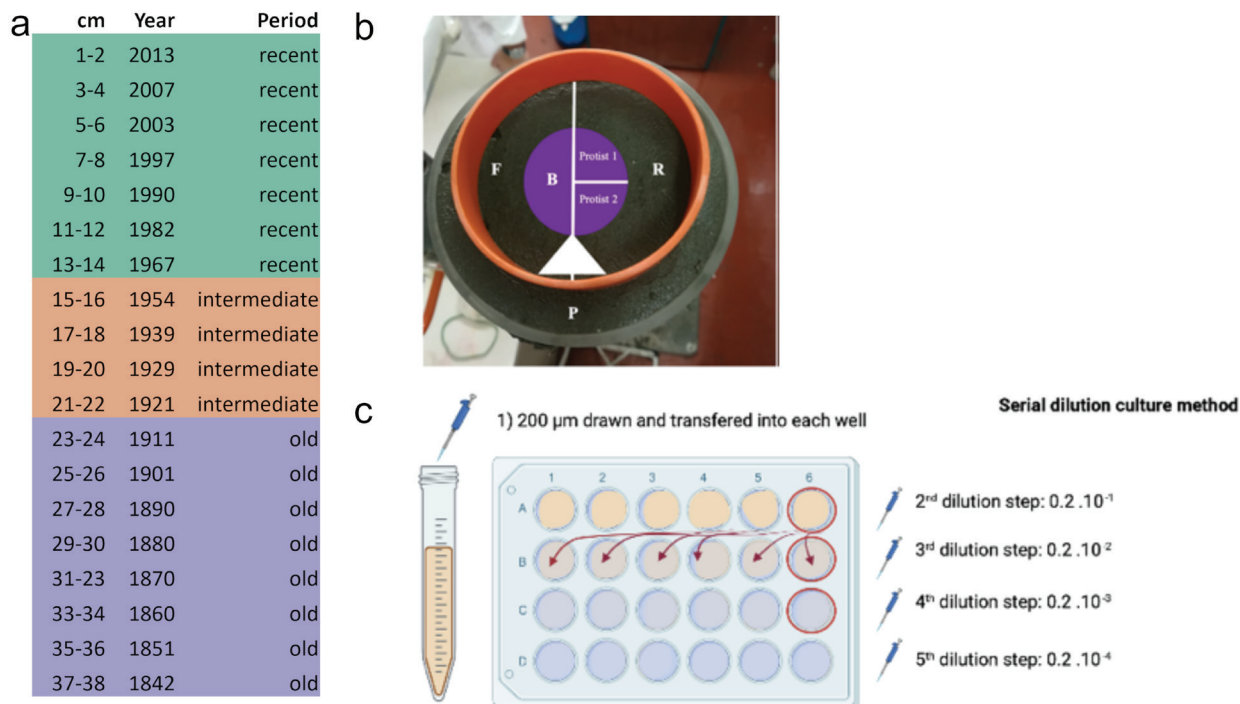 a
cm Year Period
1-2 2013 recent
3-4 2007 recent
5-6 2003 recent
7-8 1997 recent
9-10 1990 recent
11-12 1982 recent
13-14 1967 recent
15-16 1954 intermediate
17-18 1939 intermediate
19-20 1929 intermediate
21-22 1921 intermediate
23-24 1911 old
25-26 1901 old
27-28 1890 old
29-30 1880 old
31-23 1870 old
33-34 1860 old
35-36 1851 old
37-38 1842 old
b
Protist 1
F B R
Protist 2
P
c
1) 200 µm drawn and transfered into each well
Serial dilution culture method
1 2 3 4 5 6
A
B
C
D
2ʳᵈ dilution step: 0.2 .10⁻¹
3ʳᵈ dilution step: 0.2 .10⁻²
4ᵗʰ dilution step: 0.2 .10⁻³
5ᵗʰ dilution step: 0.2 .10⁻⁴